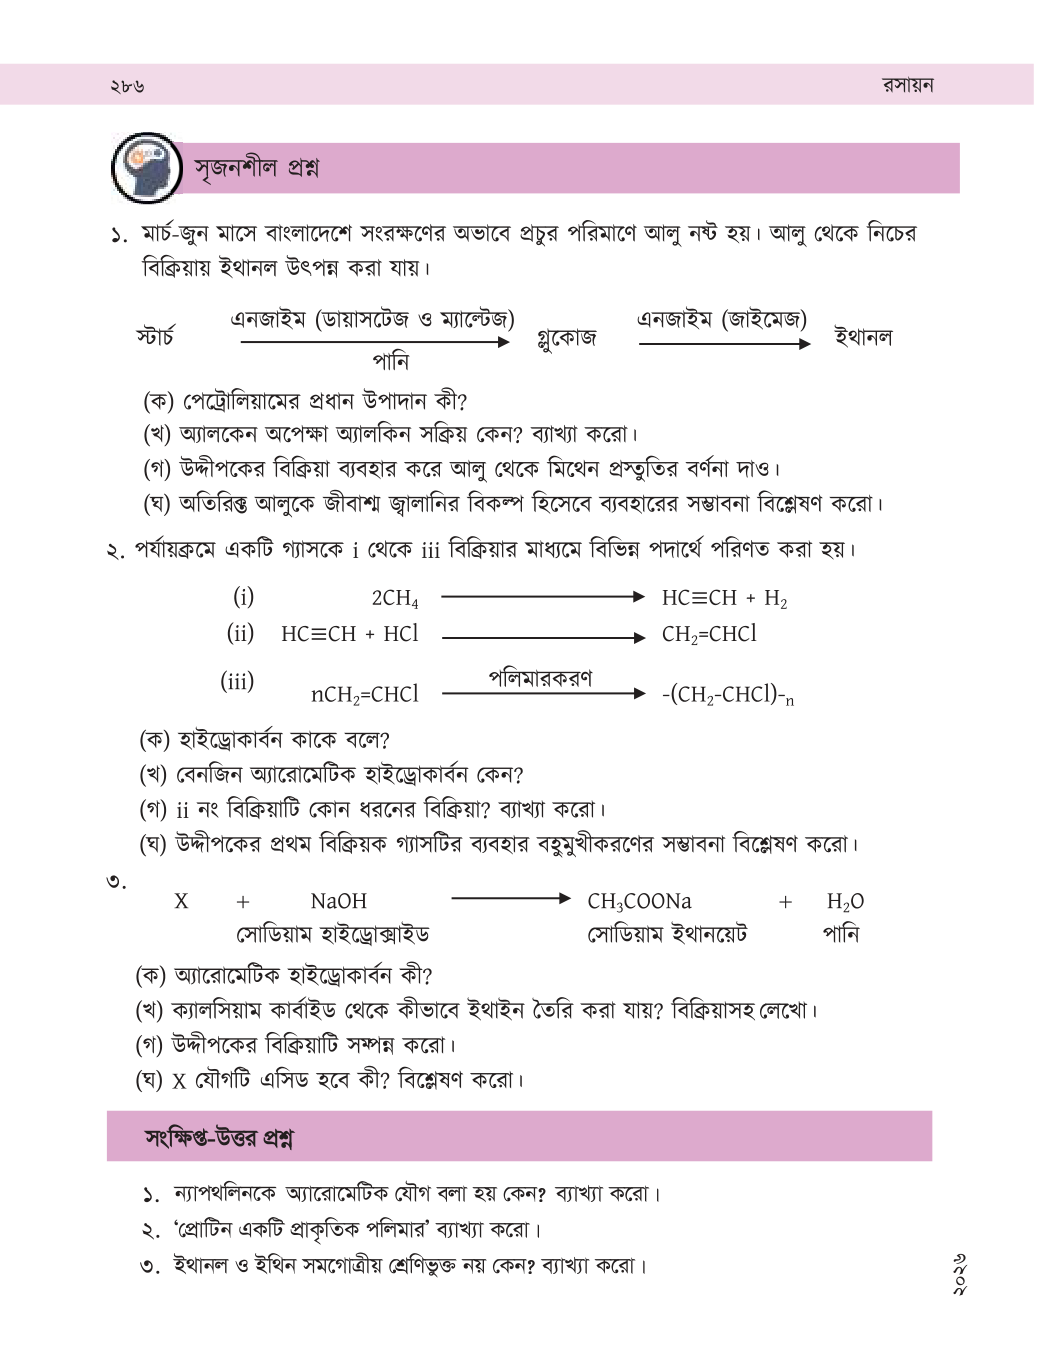 ২৮৬ রসায়ন
সৃজনশীল প্রশ্ন
১. মার্চ-জুন মাসে বাংলাদেশে সংরক্ষণের অভাবে প্রচুর পরিমাণে আলু নষ্ট হয়। আলু থেকে নিচের
বিক্রিয়ায় ইথানল উৎপন্ন করা যায়।
এনজাইম (ডায়াসটেজ ও ম্যাল্টেজ) এনজাইম (জাইমেজ)
স্টার্চ গ্লুকোজ ইথানল
পানি
(ক) পেট্রোলিয়ামের প্রধান উপাদান কী?
(খ) অ্যালকেন অপেক্ষা অ্যালকিন সক্রিয় কেন? ব্যাখ্যা করো।
(গ) উদ্দীপকের বিক্রিয়া ব্যবহার করে আলু থেকে মিথেন প্রস্তুতির বর্ণনা দাও।
(ঘ) অতিরিক্ত আলুকে জীবাশ্ম জ্বালানির বিকল্প হিসেবে ব্যবহারের সম্ভাবনা বিশ্লেষণ করো।
২. পর্যায়ক্রমে একটি গ্যাসকে i থেকে iii বিক্রিয়ার মাধ্যমে বিভিন্ন পদার্থে পরিণত করা হয়।
(i) 2CH₄ ⟶ HC≡CH + H₂
(ii) HC≡CH + HCl ⟶ CH₂=CHCl
(iii) পলিমারকরণ
nCH₂=CHCl ⟶ -(CH₂-CHCl)-ₙ
(ক) হাইড্রোকার্বন কাকে বলে?
(খ) বেনজিন অ্যারোমেটিক হাইড্রোকার্বন কেন?
(গ) ii নং বিক্রিয়াটি কোন ধরনের বিক্রিয়া? ব্যাখ্যা করো।
(ঘ) উদ্দীপকের প্রথম বিক্রিয়ক গ্যাসটির ব্যবহার বহুমুখীকরণের সম্ভাবনা বিশ্লেষণ করো।
৩.
X + NaOH ⟶ CH₃COONa + H₂O
সোডিয়াম হাইড্রোক্সাইড সোডিয়াম ইথানয়েট পানি
(ক) অ্যারোমেটিক হাইড্রোকার্বন কী?
(খ) ক্যালসিয়াম কার্বাইড থেকে কীভাবে ইথাইন তৈরি করা যায়? বিক্রিয়াসহ লেখো।
(গ) উদ্দীপকের বিক্রিয়াটি সম্পন্ন করো।
(ঘ) X যৌগটি এসিড হবে কী? বিশ্লেষণ করো।
সংক্ষিপ্ত-উত্তর প্রশ্ন
১. ন্যাপথলিনকে অ্যারোমেটিক যৌগ বলা হয় কেন? ব্যাখ্যা করো।
২. ‘প্রোটিন একটি প্রাকৃতিক পলিমার’ ব্যাখ্যা করো।
৩. ইথানল ও ইথিন সমগোত্রীয় শ্রেণিভুক্ত নয় কেন? ব্যাখ্যা করো।
২০২৬